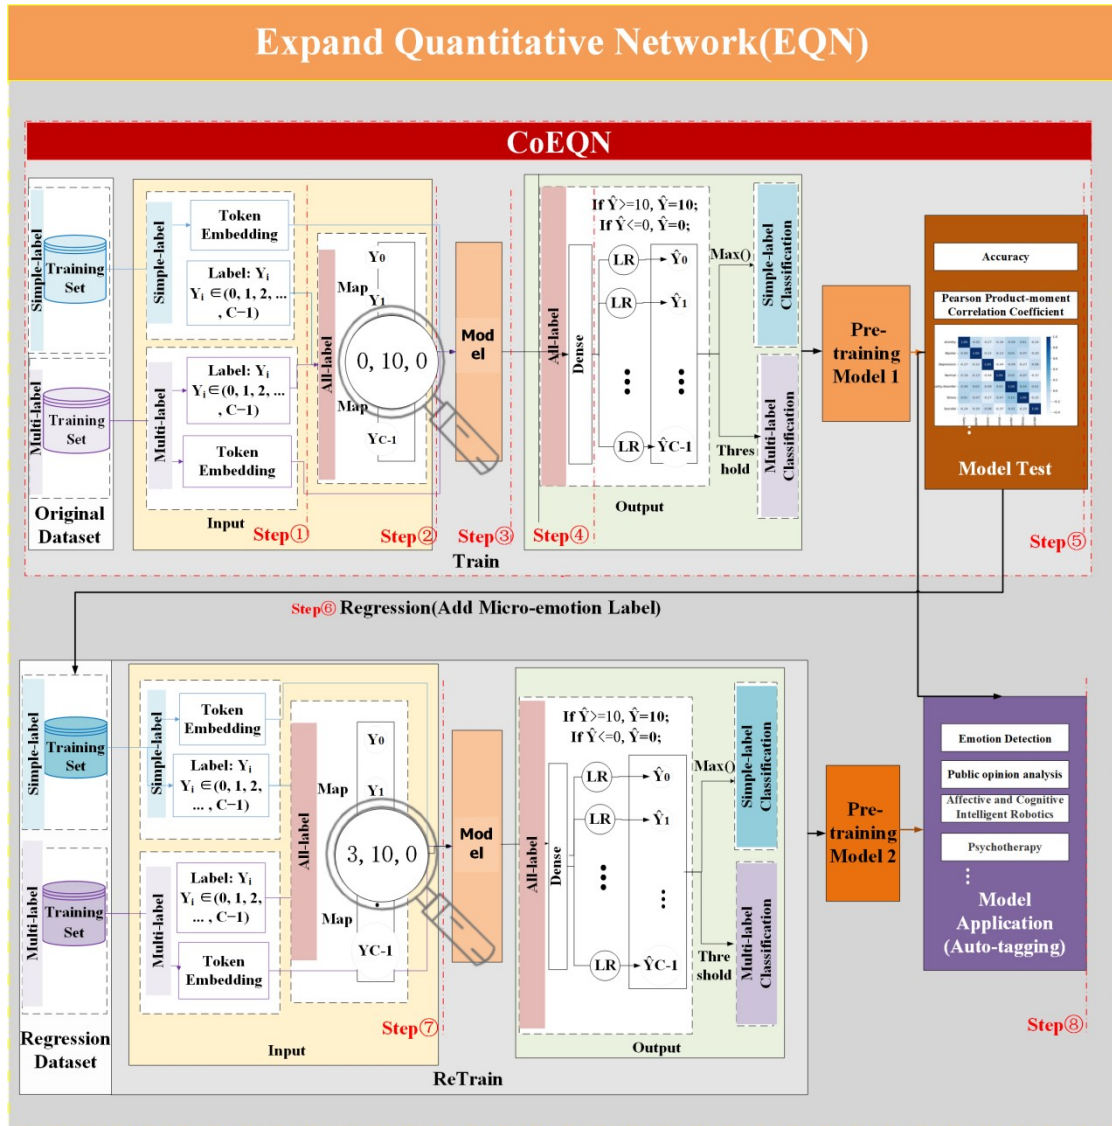 Expand Quantitative Network(EQN)
CoEQN
Simple-label
Training
Set
Multi-label
Training
Set
Original
Dataset
Simple-label
Token
Embedding
Label: Yi
Yi ∈(0, 1, 2, ...
, C−1)
Multi-label
Label: Yi
Yi ∈(0, 1, 2, ...
, C−1)
Token
Embedding
Input
Step①
All-label
Map
Y0
Y1
0, 10, 0
Map
YC-1
Step②
Mod
el
Step③
All-label
Dense
If Ŷ>=10, Ŷ=10;
If Ŷ<=0, Ŷ=0;
LR
Ŷ0
LR
Ŷ1
LR
ŶC-1
Step④
Output
Max()
Thres
hold
Simple-label
Classification
Multi-label
Classification
Pre-
training
Model 1
Accuracy
Pearson Product-moment
Correlation Coefficient
Model Test
Step⑤
Train
Step⑥ Regression(Add Micro-emotion Label)
Simple-label
Training
Set
Multi-label
Training
Set
Regression
Dataset
Simple-label
Token
Embedding
Label: Yi
Yi ∈(0, 1, 2,
... , C−1)
Multi-label
Label: Yi
Yi ∈(0, 1, 2,
... , C−1)
Token
Embedding
Input
All-label
Map
Y0
Y1
3, 10, 0
Map
YC-1
Step⑦
Mod
el
All-label
Dense
If Ŷ>=10, Ŷ=10;
If Ŷ<=0, Ŷ=0;
LR
Ŷ0
LR
Ŷ1
LR
ŶC-1
Output
Max()
Thre
shold
Simple-label
Classification
Multi-label
Classification
Pre-
training
Model 2
Emotion Detection
Public opinion analysis
Affective and Cognitive
Intelligent Robotics
Psychotherapy
Model
Application
(Auto-tagging)
Step⑧
ReTrain